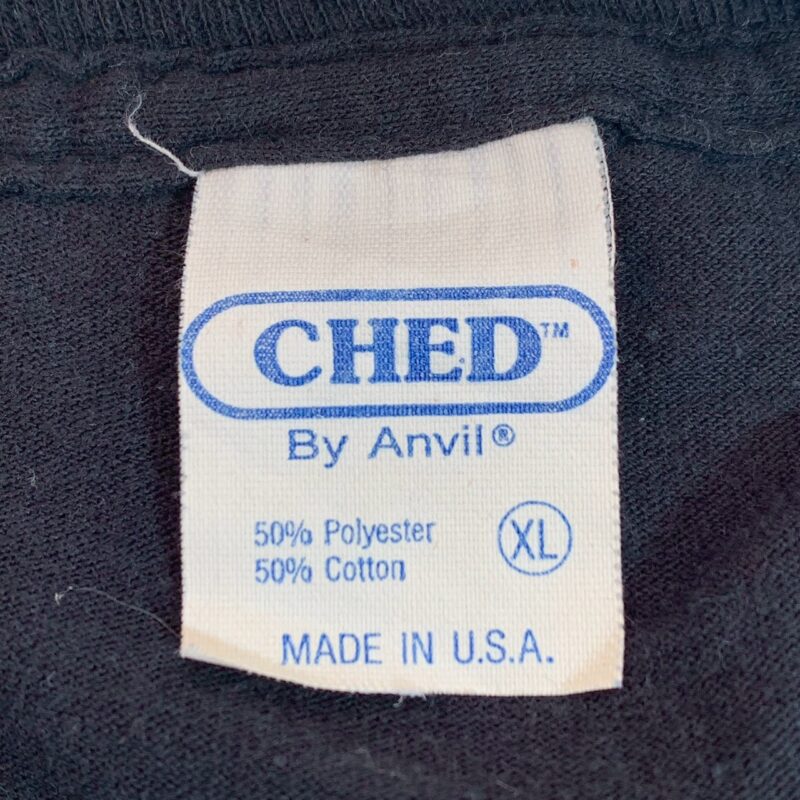 CHED™
By Anvil®
50% Polyester
50% Cotton
XL
MADE IN U.S.A.